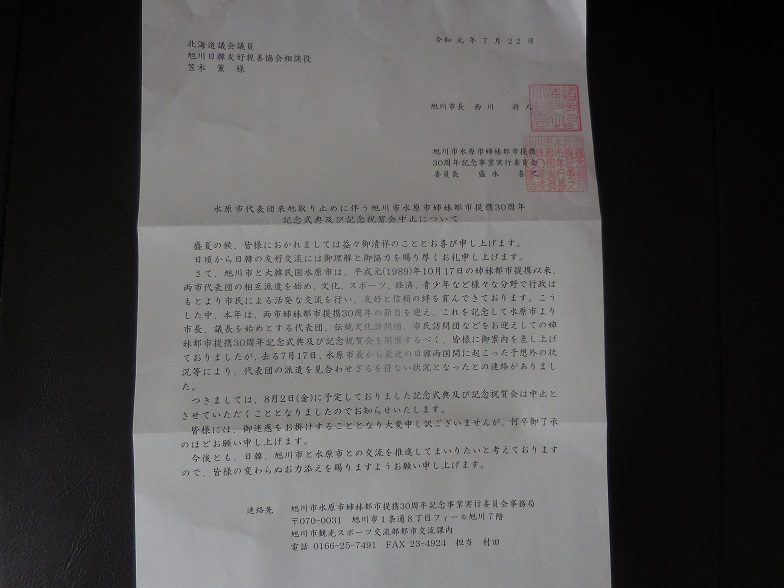 令和元年7月22日
北海道議会議員
旭川日韓友好親善協会相談役
笠木 薫 様
旭川市長 西川 将人
旭川市水原市姉妹都市提携
30周年記念事業実行委員会
委員長 盛永 喜之
水原市代表団来旭取り止めに伴う旭川市水原市姉妹都市提携30周年
記念式典及び記念祝賀会中止について
盛夏の候、皆様におかれましては益々御清祥のこととお喜び申し上げます。
日頃から日韓の友好交流には御理解と御協力を賜り厚くお礼申し上げます。
さて、旭川市と大韓民国水原市は、平成元(1989)年10月17日の姉妹都市提携以来、
両市代表団の相互派遣を始め、文化、スポーツ、経済、青少年など様々な分野で行政は
もとより市民による活発な交流を行い、友好と信頼の絆を育んできております。こう
した中、本年は、両市姉妹都市提携30周年の節目を迎え、これを記念して水原市より
市長、議長を始めとする代表団、伝統文化訪問団、市民訪問団などをお迎えしての姉
妹都市提携30周年記念式典及び記念祝賀会を開催するべく、皆様に御案内を差し上げ
ておりましたが、去る7月17日、水原市長から最近の日韓両国間に起こった予想外の状
況等により、代表団の派遣を見合わせざるを得ない状況となったとの連絡がありまし
た。
つきましては、8月2日(金)に予定しておりました記念式典及び記念祝賀会は中止と
させていただくこととなりましたのでお知らせいたします。
皆様には、御迷惑をお掛けすることとなり大変申し訳ございませんが、何卒御了承
のほどお願い申し上げます。
今後とも、日韓、旭川市と水原市との交流を推進してまいりたいと考えております
ので、皆様の変わらぬお力添えを賜りますようお願い申し上げます。
連絡先 旭川市水原市姉妹都市提携30周年記念事業実行委員会事務局
〒070-0031 旭川市1条通8丁目フィール旭川7階
旭川市観光スポーツ交流部都市交流課内
電話 0166-25-7491 FAX 23-4924 担当 村田